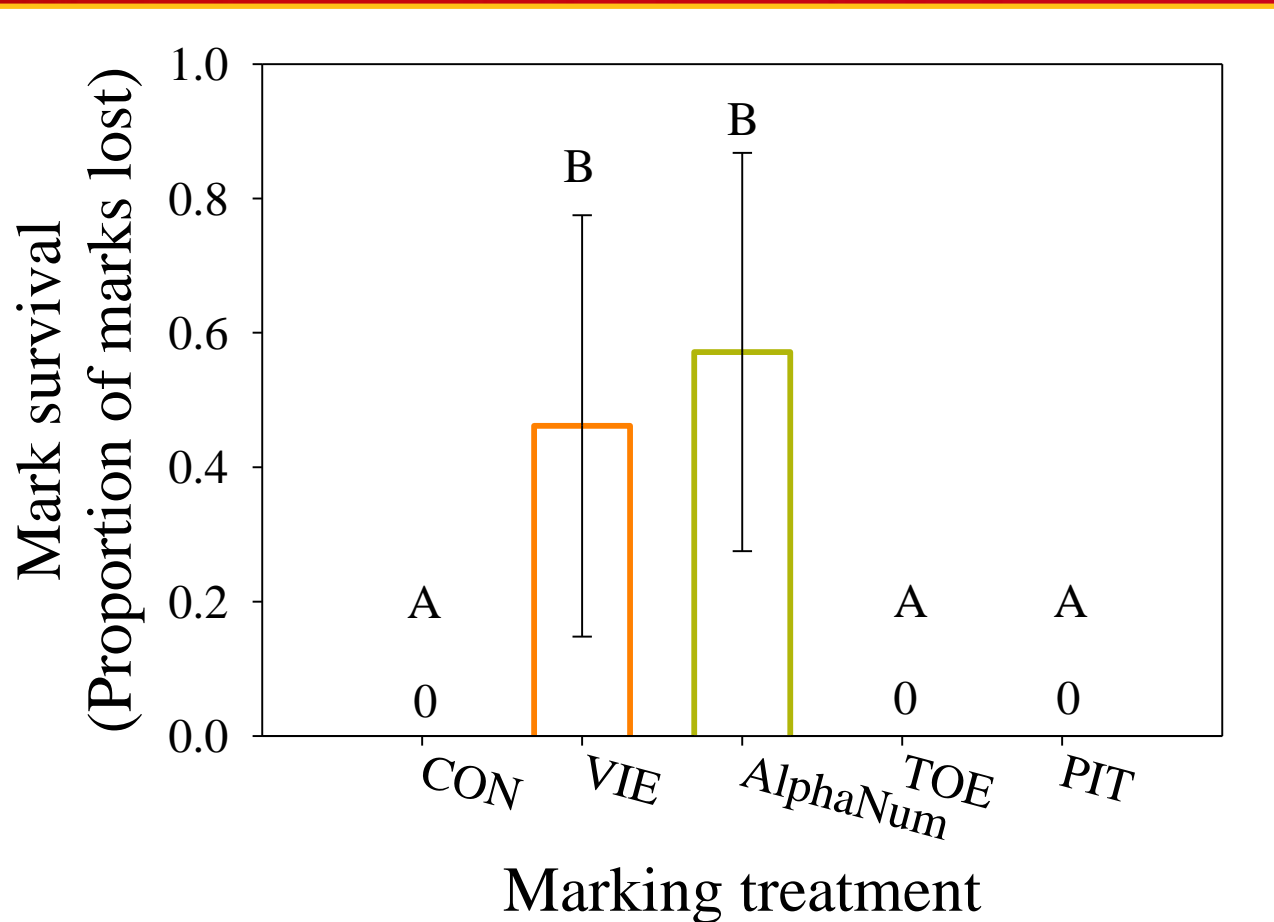 Mark survival
(Proportion of marks lost)
1.0
0.8
0.6
0.4
0.2
0.0
A
0
B
B
A
0
A
0
CON
VIE
AlphaNum
TOE
PIT
Marking treatment